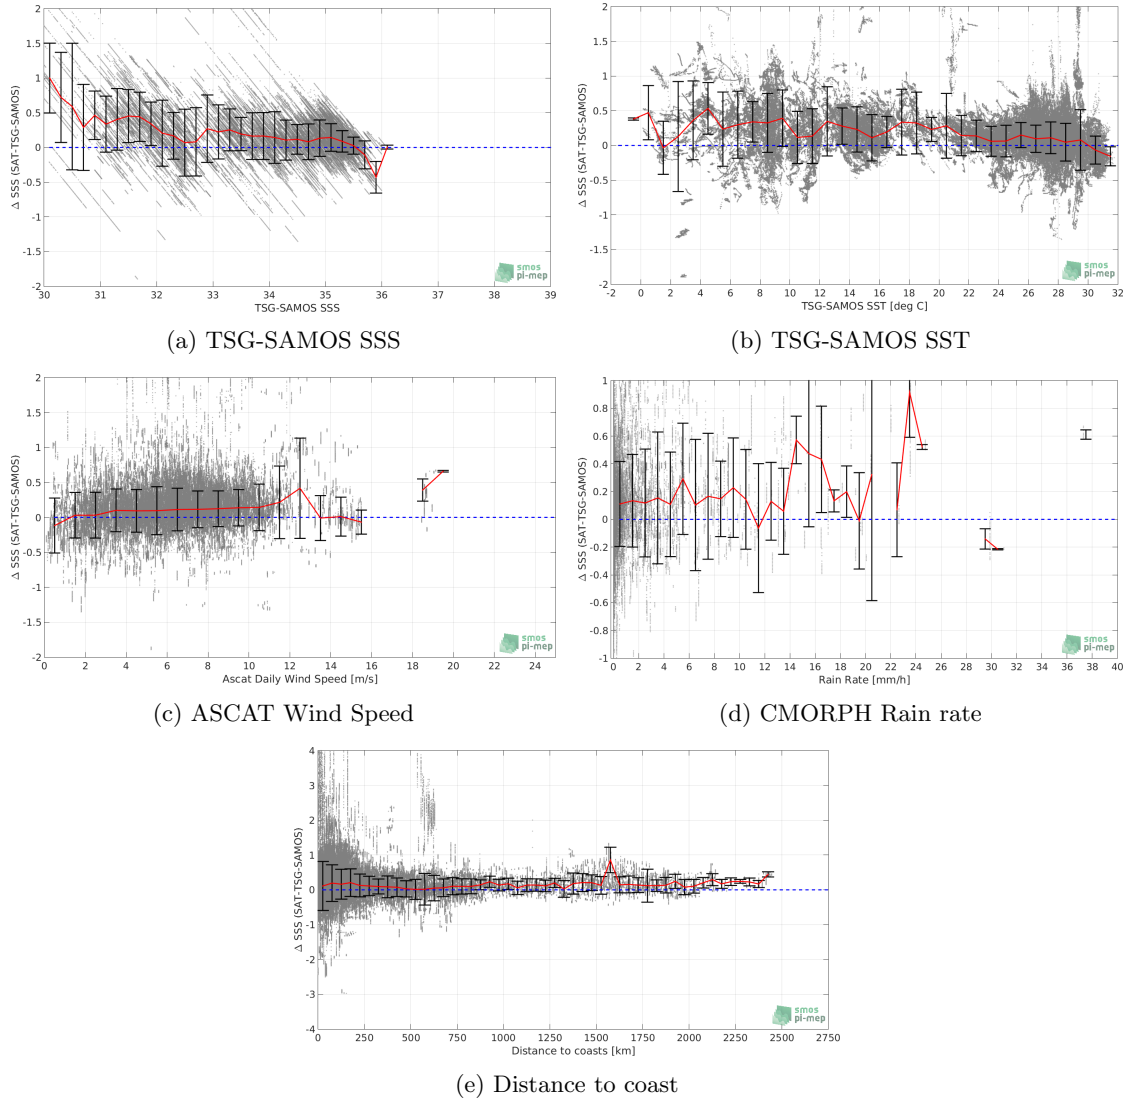 2
1.5
1
0.5
0
-0.5
-1
-1.5
-2
Δ SSS (SAT-TSG-SAMOS)
30 31 32 33 34 35 36 37 38 39
TSG-SAMOS SSS
smos
pi-mep
(a) TSG-SAMOS SSS
2
1.5
1
0.5
0
-0.5
-1
-1.5
-2
Δ SSS (SAT-TSG-SAMOS)
-2 0 2 4 6 8 10 12 14 16 18 20 22 24 26 28 30 32
TSG-SAMOS SST [deg C]
smos
pi-mep
(b) TSG-SAMOS SST
2
1.5
1
0.5
0
-0.5
-1
-1.5
-2
Δ SSS (SAT-TSG-SAMOS)
0 2 4 6 8 10 12 14 16 18 20 22 24
Ascat Daily Wind Speed [m/s]
smos
pi-mep
(c) ASCAT Wind Speed
1
0.8
0.6
0.4
0.2
0
-0.2
-0.4
-0.6
-0.8
-1
Δ SSS (SAT-TSG-SAMOS)
0 2 4 6 8 10 12 14 16 18 20 22 24 26 28 30 32 34 36 38 40
Rain Rate [mm/h]
smos
pi-mep
(d) CMORPH Rain rate
4
3
2
1
0
-1
-2
-3
-4
Δ SSS (SAT-TSG-SAMOS)
0 250 500 750 1000 1250 1500 1750 2000 2250 2500 2750
Distance to coasts [km]
smos
pi-mep
(e) Distance to coast